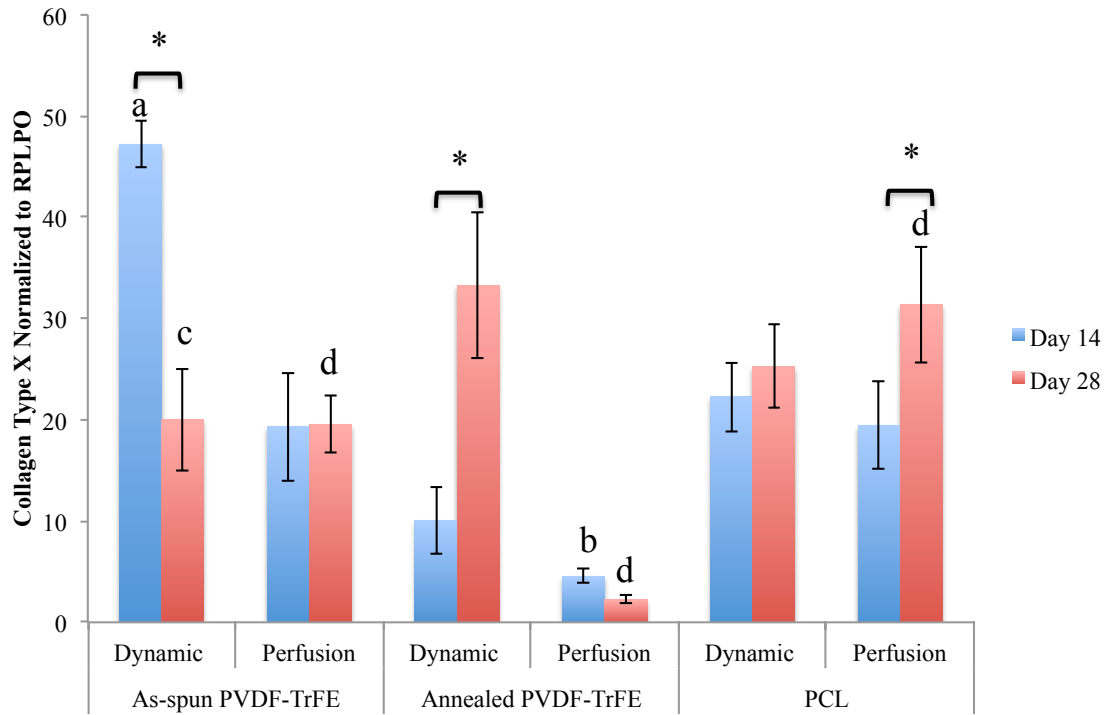 Collagen Type X Normalized to RPLPO
60
50
40
30
20
10
0
*
a
c
d
*
b
d
*
d
Dynamic Perfusion Dynamic Perfusion Dynamic Perfusion
As-spun PVDF-TrFE Annealed PVDF-TrFE PCL
Day 14
Day 28